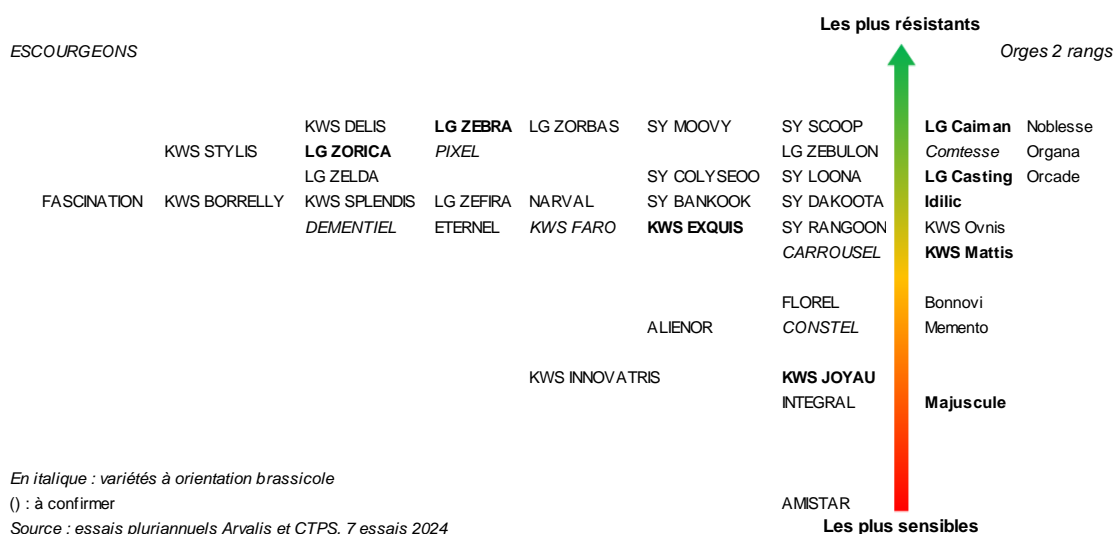 Les plus résistants
ESCOURGEONS Orges 2 rangs
KWS DELIS LG ZEBRA LG ZORBAS SY MOOVY SY SCOOP LG Caiman Noblesse
KWS STYLIS LG ZORICA PIXEL LG ZEBULON Comtesse Organa
LG ZELDA SY COLYSEOO SY LOONA LG Casting Orcade
FASCINATION KWS BORRELLY KWS SPLENDIS LG ZEFIRA NARVAL SY BANKOOK SY DAKOOTA Idilic
DEMENTIEL ETERNEL KWS FARO KWS EXQUIS SY RANGOON KWS Ovnis
CARROUSEL KWS Mattis
FLOREL Bonnovi
ALIENOR CONSTEL Memento
KWS INNOVATRIS KWS JOYAU
INTEGRAL Majuscule
En italique : variétés à orientation brassicole
() : à confirmer
AMISTAR
Source : essais pluriannuels Arvalis et CTPS. 7 essais 2024
Les plus sensibles